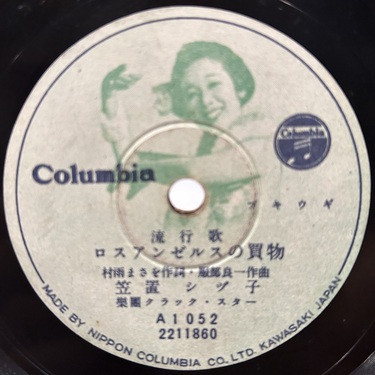 Columbia
Columbia
ブギウギ
流行歌
ロスアンゼルスの買物
村雨まさを作詞・服部良一作曲
笠置シヅ子
楽團クラック・スター
A1052
2211860
MADE BY NIPPON COLUMBIA CO., LTD. KAWASAKI JAPAN